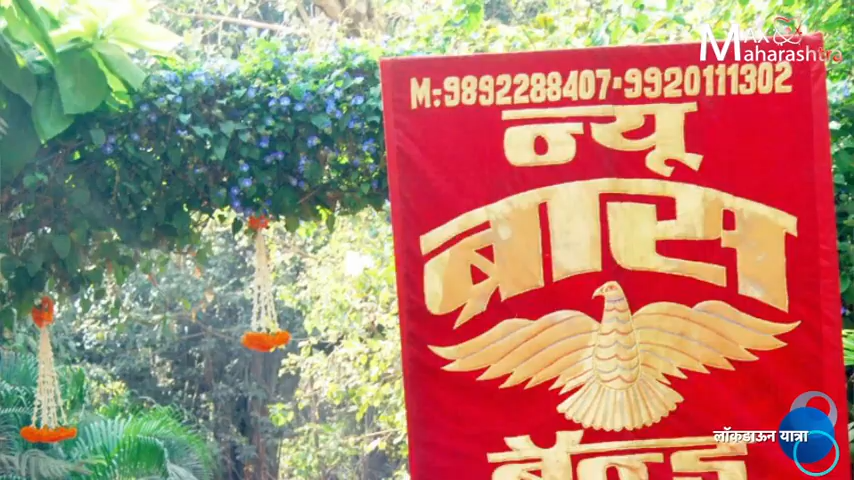 MAX
Maharashtra
M:-9892288407-9920111302
न्यू
ब्रास
बॅन्ड
लॉकडाऊन यात्रा